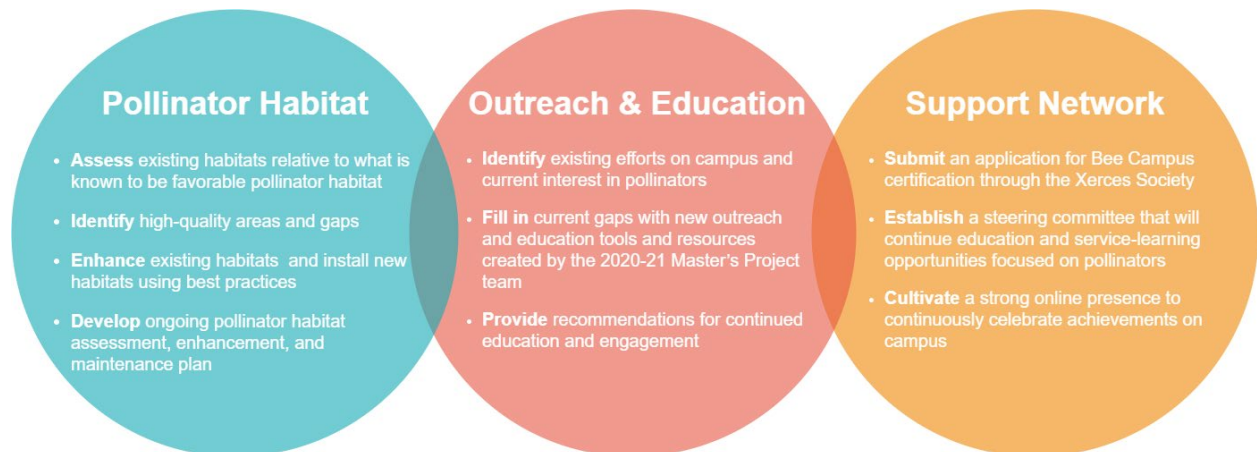 Pollinator Habitat
• Assess existing habitats relative to what is
known to be favorable pollinator habitat
• Identify high-quality areas and gaps
• Enhance existing habitats and install new
habitats using best practices
• Develop ongoing pollinator habitat
assessment, enhancement, and
maintenance plan
Outreach & Education
• Identify existing efforts on campus and
current interest in pollinators
• Fill in current gaps with new outreach
and education tools and resources
created by the 2020-21 Master's Project
team
• Provide recommendations for continued
education and engagement
Support Network
• Submit an application for Bee Campus
certification through the Xerces Society
• Establish a steering committee that will
continue education and service-learning
opportunities focused on pollinators
• Cultivate a strong online presence to
continuously celebrate achievements on
campus